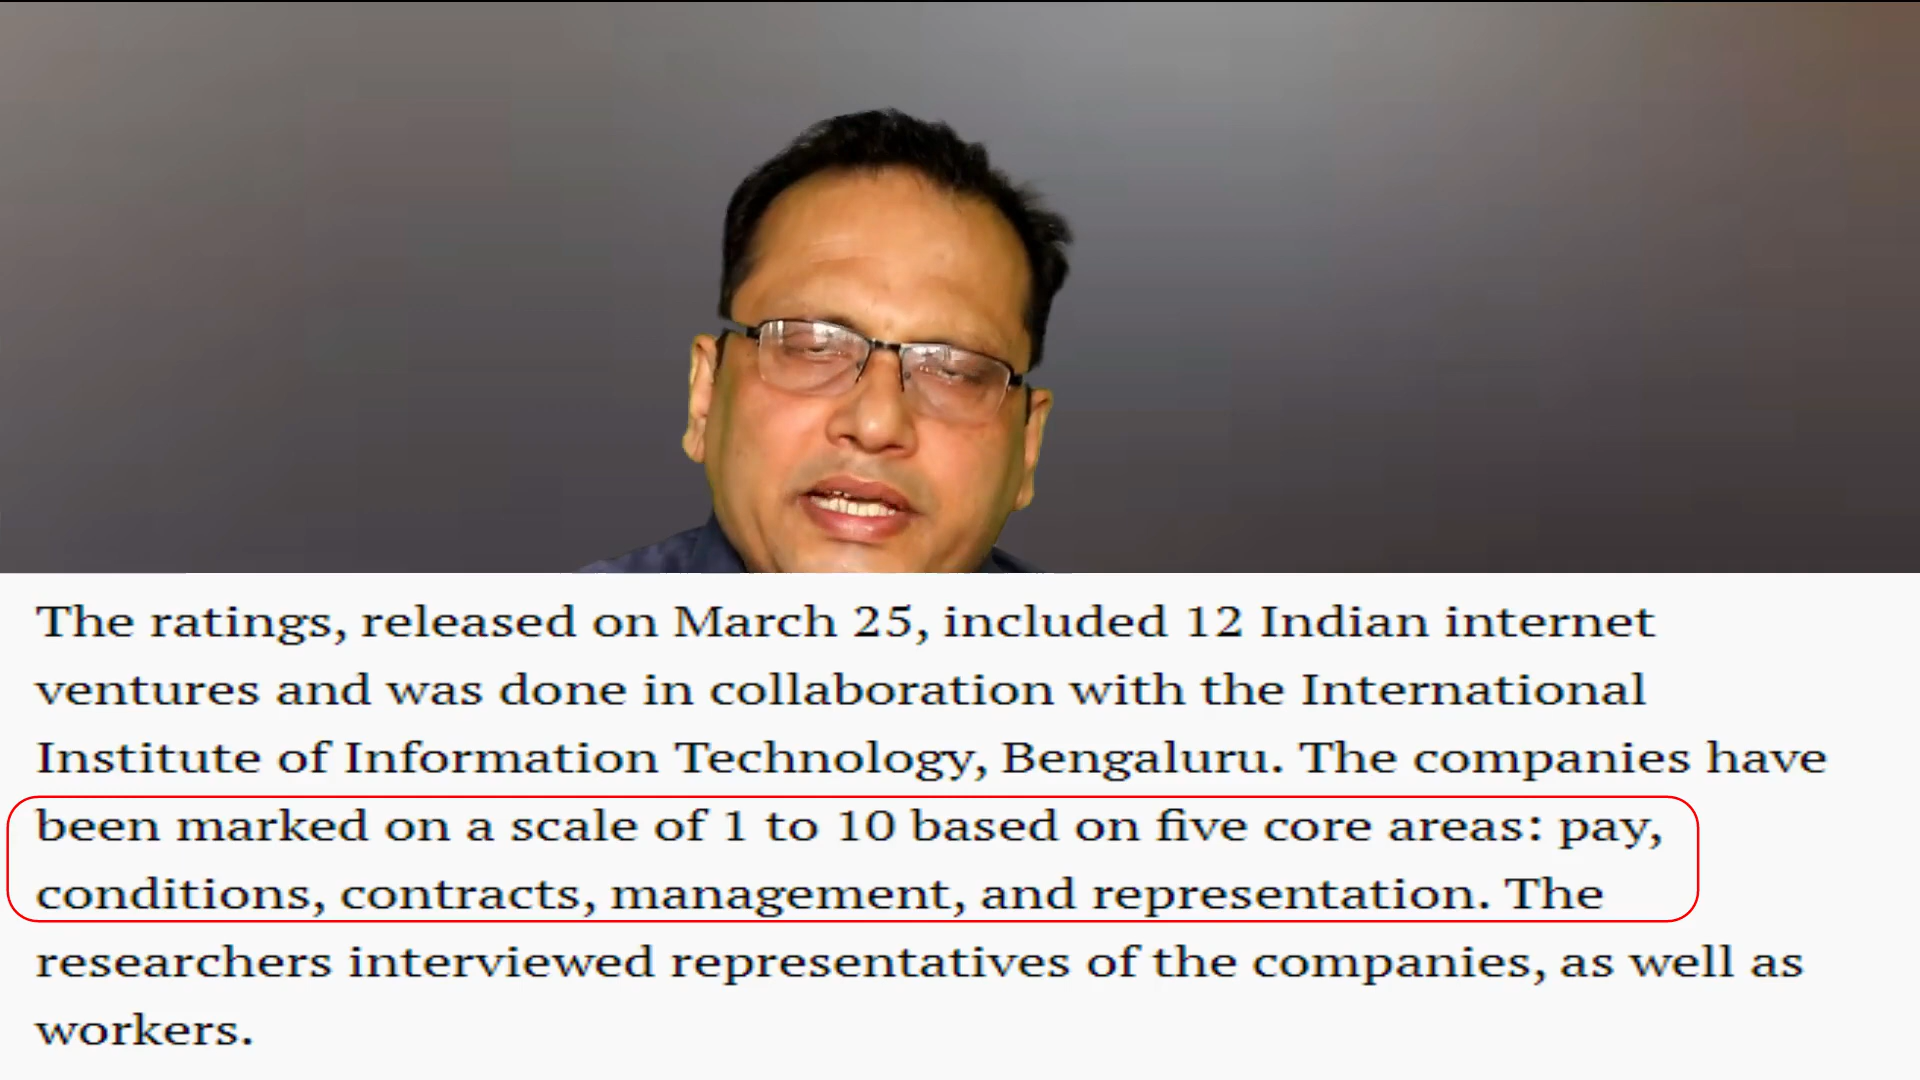 The ratings, released on March 25, included 12 Indian internet
ventures and was done in collaboration with the International
Institute of Information Technology, Bengaluru. The companies have
been marked on a scale of 1 to 10 based on five core areas: pay,
conditions, contracts, management, and representation. The
researchers interviewed representatives of the companies, as well as
workers.